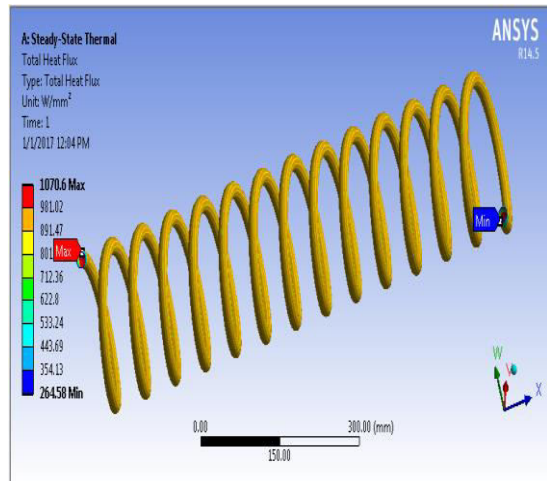 A: Steady-State Thermal
Total Heat Flux
Type: Total Heat Flux
Unit: W/mm²
Time: 1
1/1/2017 12:04 PM
ANSYS
R14.5
1070.6 Max
981.02
891.47
801
712.36
622.8
533.24
443.69
354.13
264.58 Min
Max
Min
0.00
300.00 (mm)
150.00
W
X